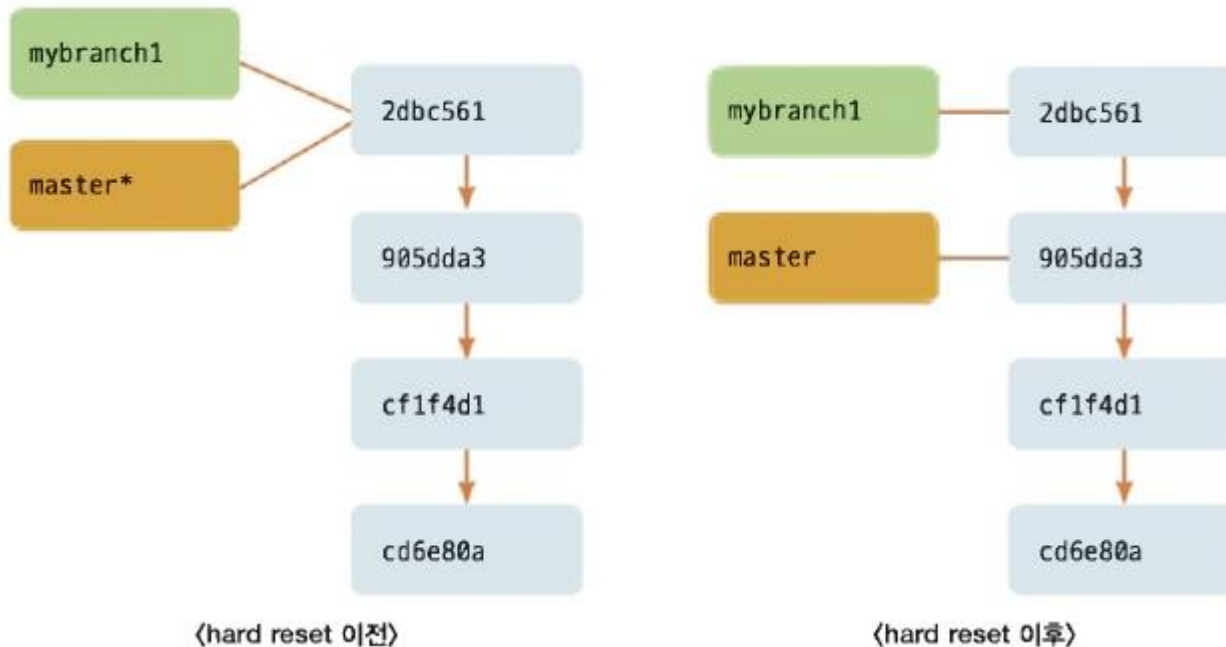 mybranch1
master*
2dbc561
905dda3
cf1f4d1
cd6e80a
<hard reset 이전>
mybranch1
master
2dbc561
905dda3
cf1f4d1
cd6e80a
<hard reset 이후>